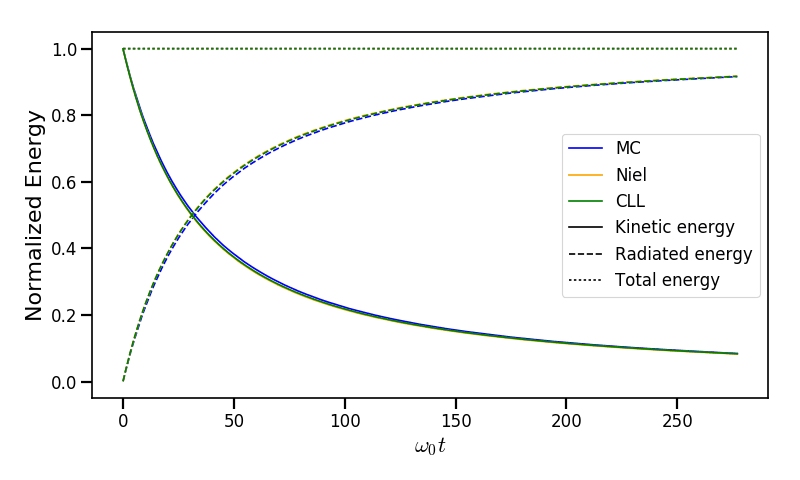 Normalized Energy
1.0
0.8
0.6
0.4
0.2
0.0
0
50
100
150
200
250
ω₀t
MC
Niel
CLL
Kinetic energy
Radiated energy
Total energy